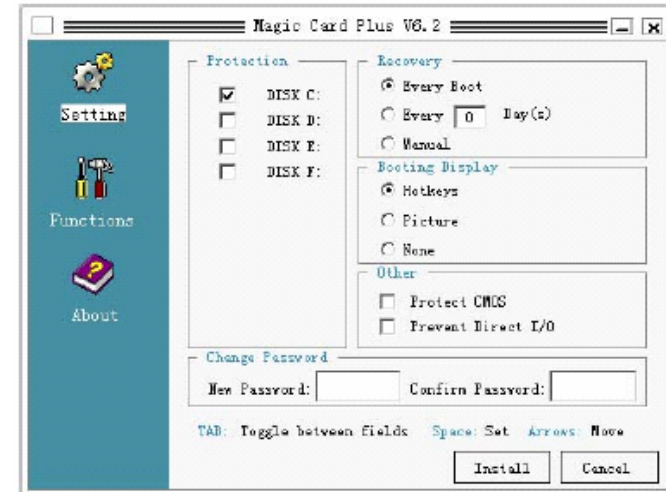 Magic Card Plus V6.2
Setting
Functions
About
Protection
DISK C:
DISK D:
DISK E:
DISK F:
Recovery
Every Boot
Every 0 Day(s)
Manual
Booting Display
Hotkeys
Picture
None
Other
Protect CMOS
Prevent Direct I/O
Change Password
New Password: Confirm Password:
TAB: Toggle between fields Space: Set Arrows: Move
Install Cancel